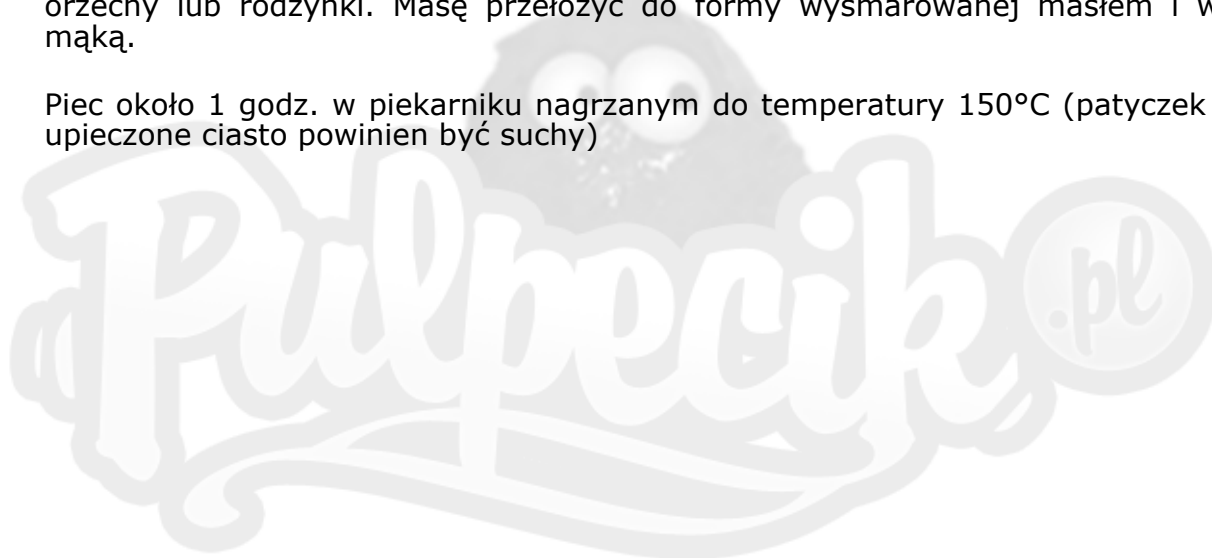 orzechy lub rodzynki. Masę przełożyć do formy wysmarowanej masłem i w
mąką.
Piec około 1 godz. w piekarniku nagrzanym do temperatury 150°C (patyczek
upieczone ciasto powinien być suchy)
Pulpecik.pl